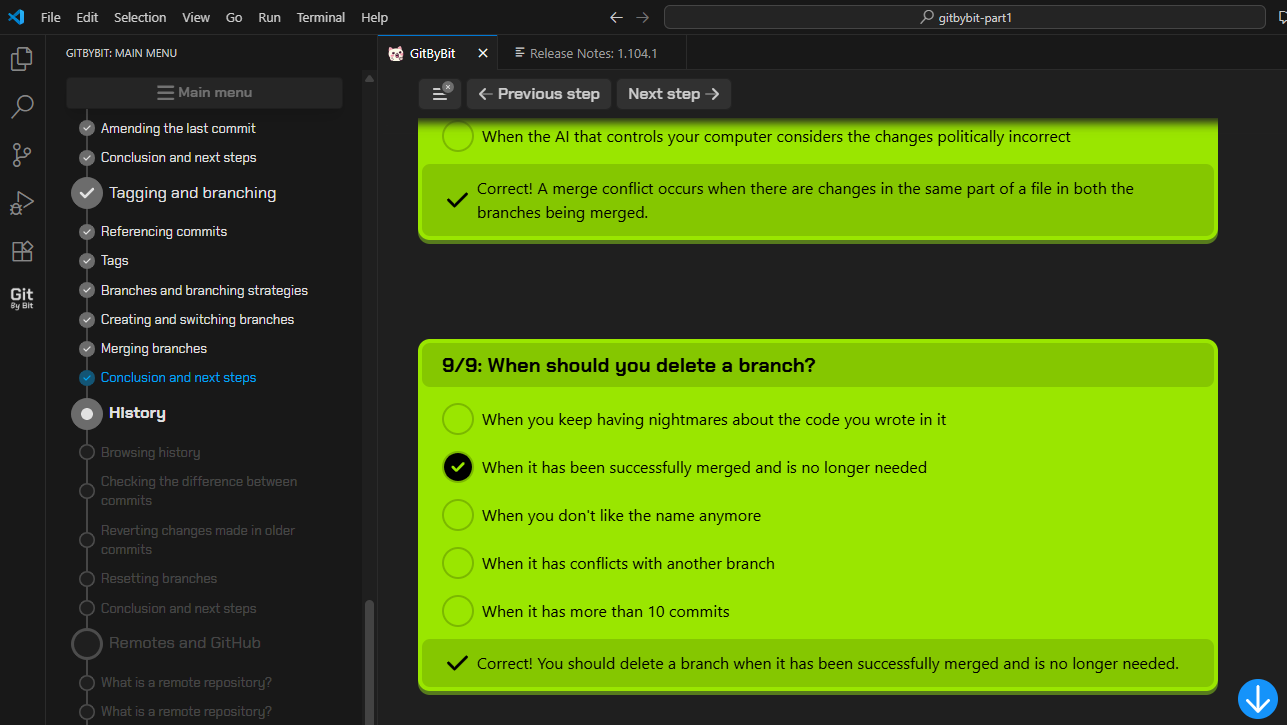 File Edit Selection View Go Run Terminal Help
gitbybit-part1
GITBYBIT: MAIN MENU
Main menu
Amending the last commit
Conclusion and next steps
Tagging and branching
Referencing commits
Tags
Branches and branching strategies
Creating and switching branches
Merging branches
Conclusion and next steps
History
Browsing history
Checking the difference between
commits
Reverting changes made in older
commits
Resetting branches
Conclusion and next steps
Remotes and GitHub
What is a remote repository?
What is a remote repository?
Git
By Bit
GitByBit
Release Notes: 1.104.1
Previous step
Next step
When the AI that controls your computer considers the changes politically incorrect
Correct! A merge conflict occurs when there are changes in the same part of a file in both the
branches being merged.
9/9: When should you delete a branch?
When you keep having nightmares about the code you wrote in it
When it has been successfully merged and is no longer needed
When you don't like the name anymore
When it has conflicts with another branch
When it has more than 10 commits
Correct! You should delete a branch when it has been successfully merged and is no longer needed.